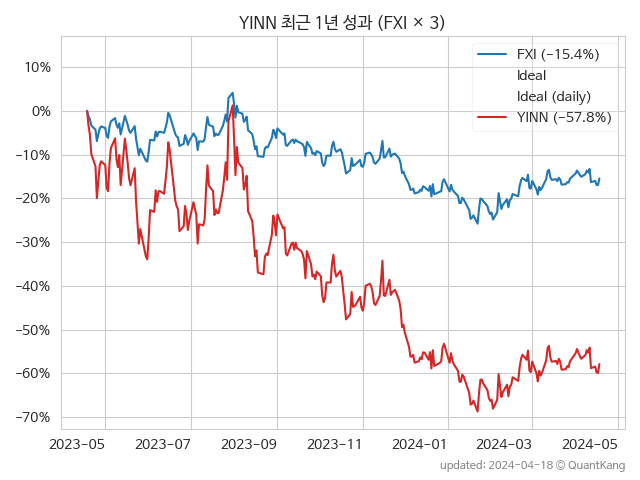 YINN 최근 1년 성과 (FXI × 3)
FXI (−15.4%)
Ideal
Ideal (daily)
YINN (−57.8%)
10%
0%
−10%
−20%
−30%
−40%
−50%
−60%
−70%
2023-05 2023-07 2023-09 2023-11 2024-01 2024-03 2024-05
updated: 2024-04-18 © QuantKang